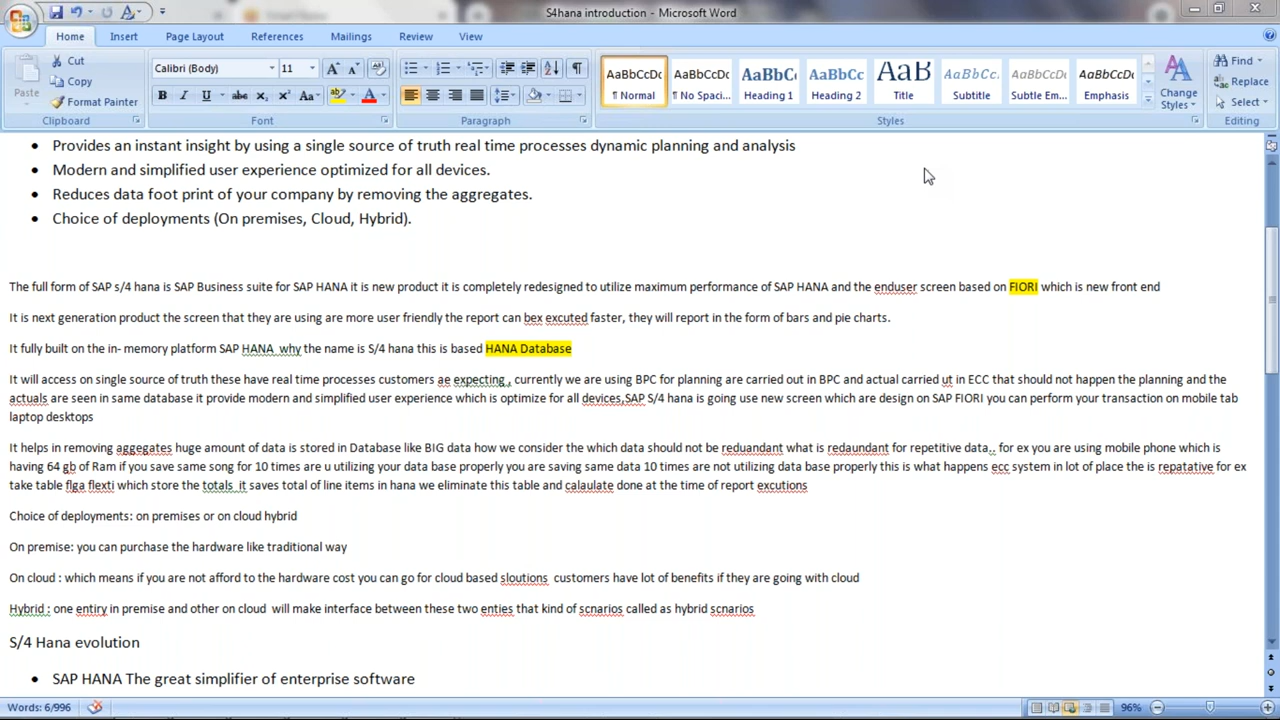 S4hana introduction - Microsoft Word
Home Insert Page Layout References Mailings Review View
Paste Cut Copy Format Painter
Calibri (Body) 11
B I U abc X₂ X² Aa A
AaBbCcDc ¶ Normal
AaBbCcDc ¶ No Spaci...
AaBbC Heading 1
AaBbCc Heading 2
AaB Title
AaBbCc. Subtitle
AaBbCcDc Subtle Em...
AaBbCcDc Emphasis
Change Styles
Find Replace Select
Clipboard Font Paragraph Styles Editing
• Provides an instant insight by using a single source of truth real time processes dynamic planning and analysis
• Modern and simplified user experience optimized for all devices.
• Reduces data foot print of your company by removing the aggregates.
• Choice of deployments (On premises, Cloud, Hybrid).
The full form of SAP s/4 hana is SAP Business suite for SAP HANA it is new product it is completely redesigned to utilize maximum performance of SAP HANA and the enduser screen based on FIORI which is new front end
It is next generation product the screen that they are using are more user friendly the report can bex excuted faster, they will report in the form of bars and pie charts.
It fully built on the in- memory platform SAP HANA why the name is S/4 hana this is based HANA Database
It will access on single source of truth these have real time processes customers ae expecting , currently we are using BPC for planning are carried out in BPC and actual carried ut in ECC that should not happen the planning and the
actuals are seen in same database it provide modern and simplified user experience which is optimize for all devices,SAP S/4 hana is going use new screen which are design on SAP FIORI you can perform your transaction on mobile tab
laptop desktops
It helps in removing aggegates huge amount of data is stored in Database like BIG data how we consider the which data should not be reduandant what is redaundant for repetitive data.. for ex you are using mobile phone which is
having 64 gb of Ram if you save same song for 10 times are u utilizing your data base properly you are saving same data 10 times are not utilizing data base properly this is what happens ecc system in lot of place the is repatative for ex
take table flga flexti which store the totals it saves total of line items in hana we eliminate this table and calaulate done at the time of report excutions
Choice of deployments: on premises or on cloud hybrid
On premise: you can purchase the hardware like traditional way
On cloud : which means if you are not afford to the hardware cost you can go for cloud based sloutions customers have lot of benefits if they are going with cloud
Hybrid : one entiry in premise and other on cloud will make interface between these two enties that kind of scnarios called as hybrid scnarios
S/4 Hana evolution
• SAP HANA The great simplifier of enterprise software
Words: 6/996 96%